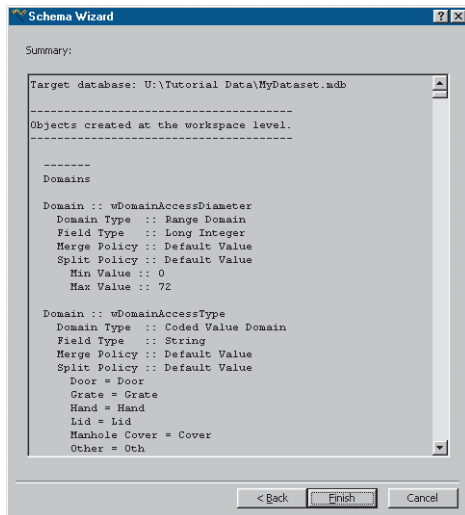 Schema Wizard
Summary:
Target database: U:\Tutorial Data\MyDataset.mdb
---------------------------------------
Objects created at the workspace level.
---------------------------------------
-------
Domains
Domain :: wDomainAccessDiameter
Domain Type :: Range Domain
Field Type :: Long Integer
Merge Policy :: Default Value
Split Policy :: Default Value
Min Value :: 0
Max Value :: 72
Domain :: wDomainAccessType
Domain Type :: Coded Value Domain
Field Type :: String
Merge Policy :: Default Value
Split Policy :: Default Value
Door = Door
Grate = Grate
Hand = Hand
Lid = Lid
Manhole Cover = Cover
Other = Oth
< Back Finish Cancel